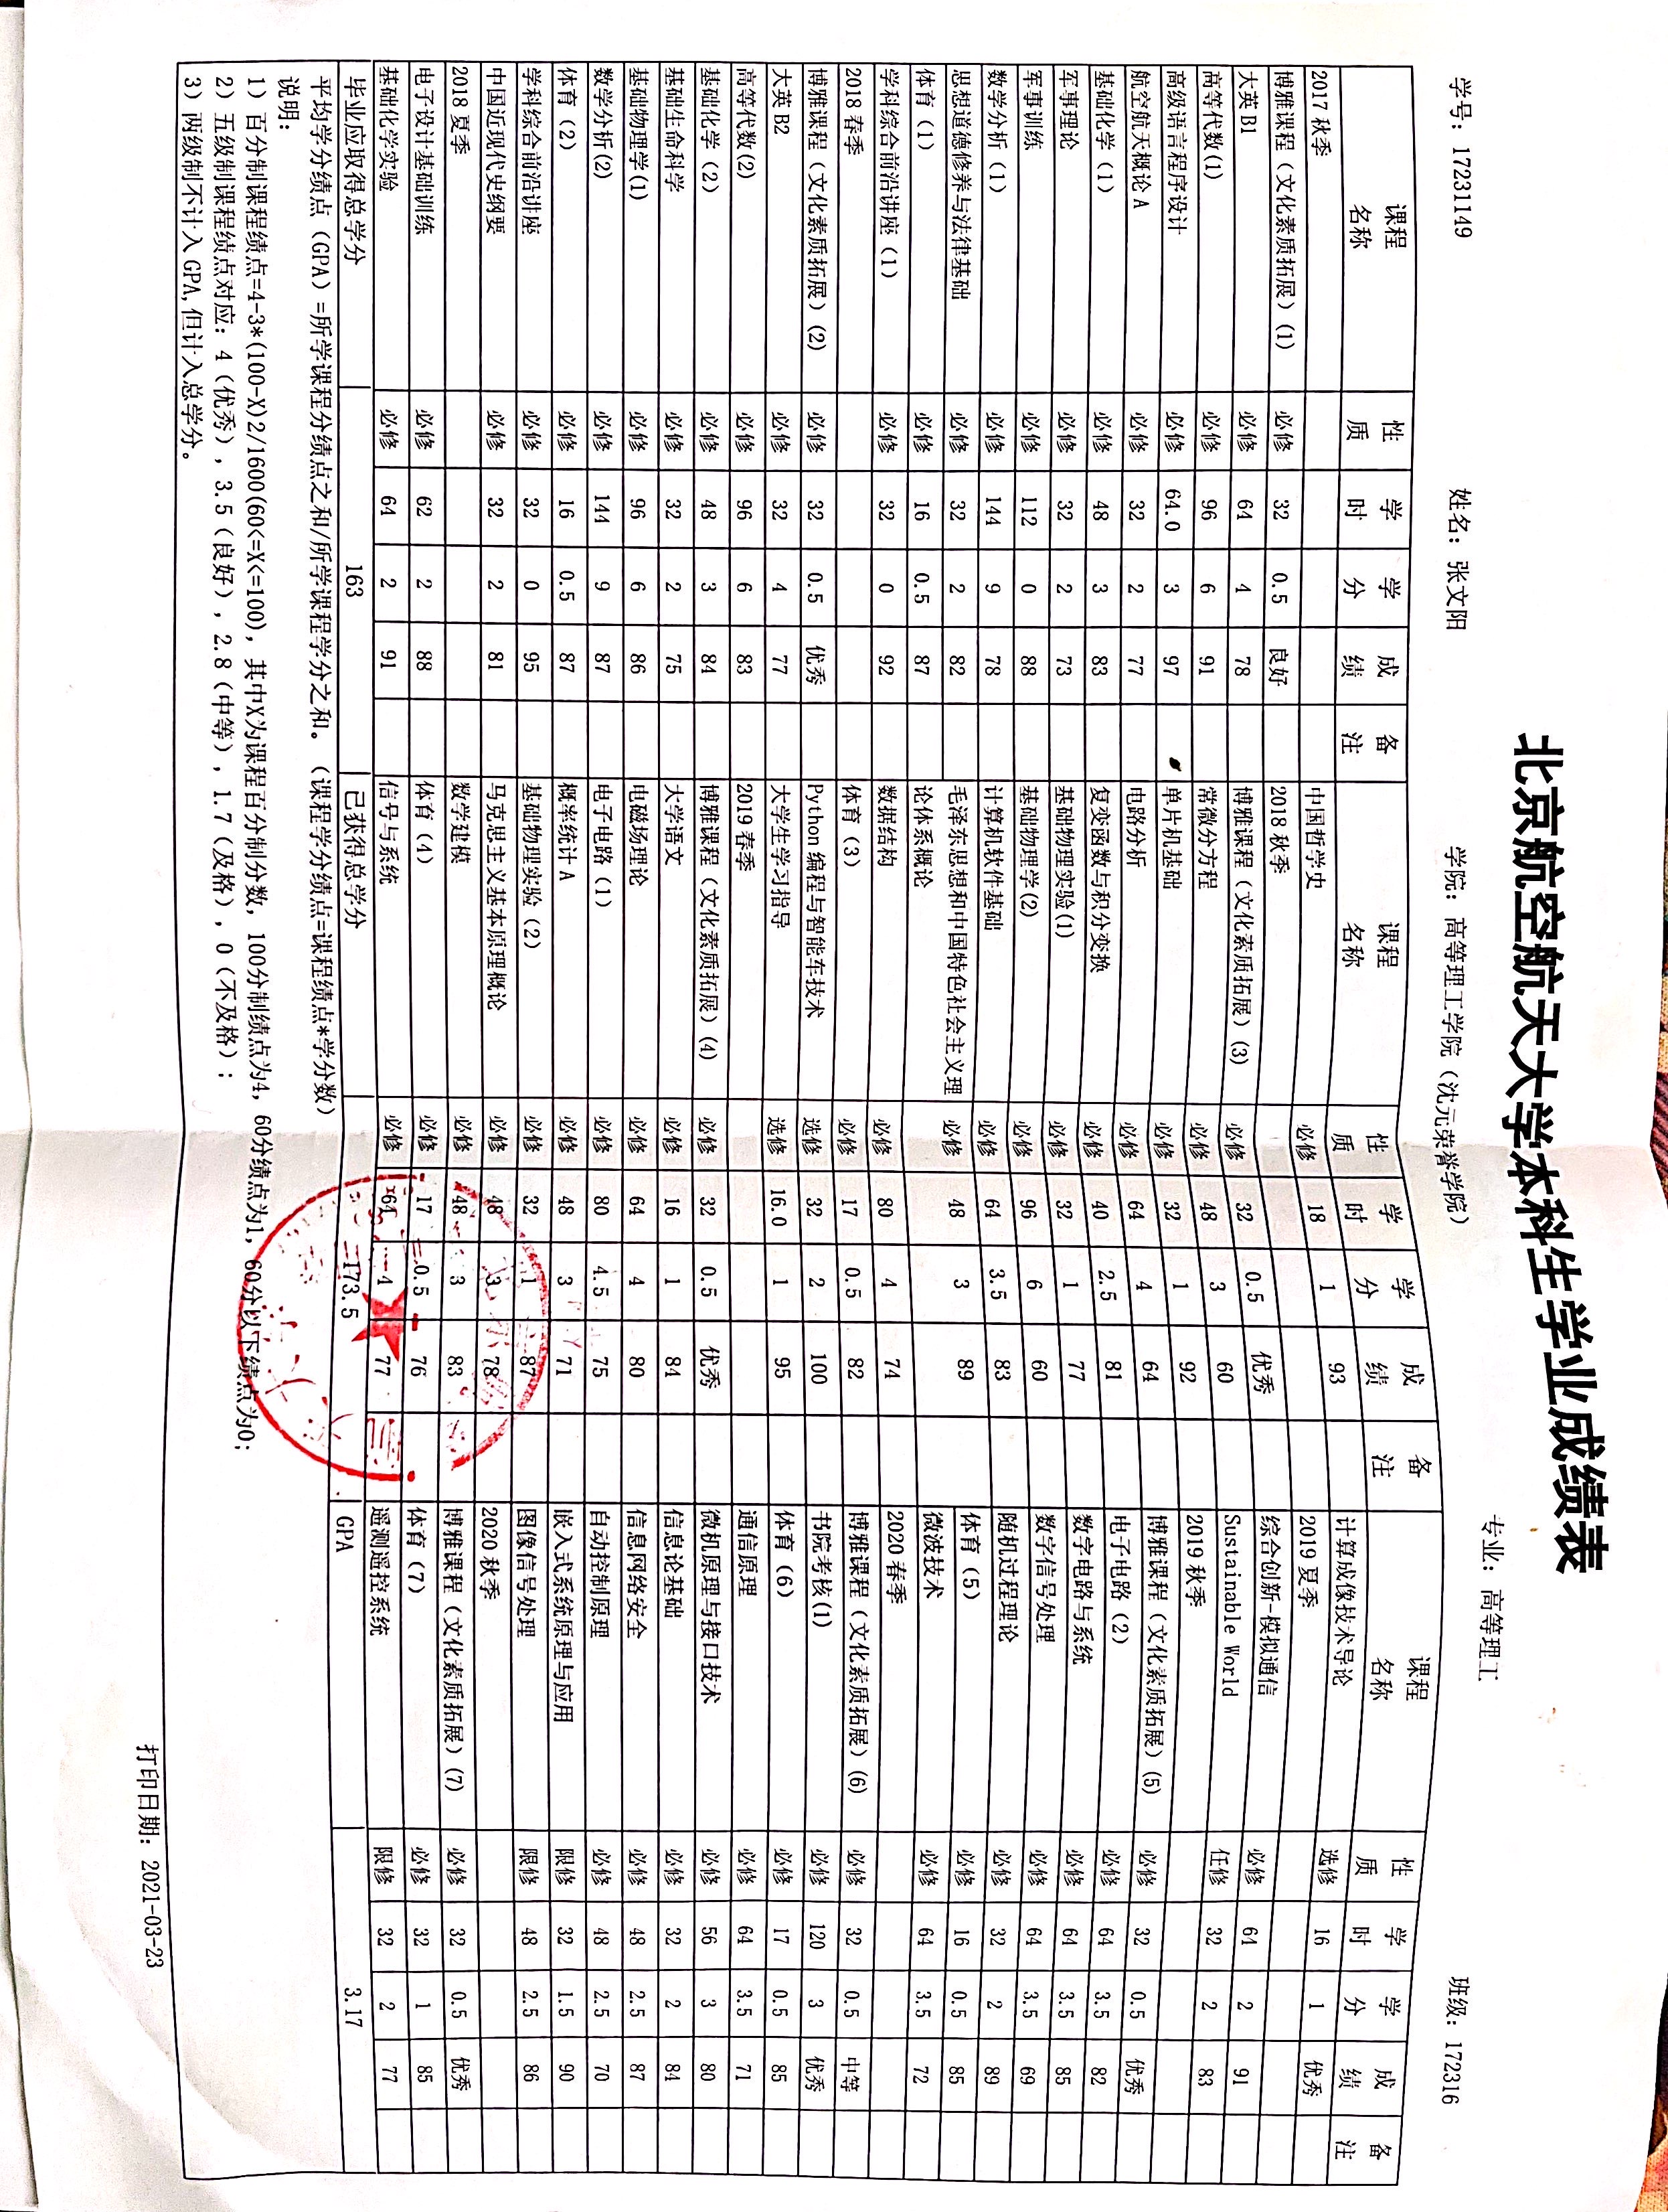 北京航空航天大学本科生学业成绩表
学号：17231149 姓名：张文阳 学院：高等理工学院（沈元荣誉学院） 专业：高等理工 班级：172316
课程名称 性质 学时 学分 成绩 备注
2017 秋季
博雅课程（文化素质拓展）(1) 必修 32 0.5 良好
大英 B1 必修 64 4 78
高等代数(1) 必修 96 6 91
高级语言程序设计 必修 64.0 3 97
航空航天概论 A 必修 32 2 77
基础化学（1） 必修 48 3 83
军事理论 必修 32 2 73
军事训练 必修 112 0 88
数学分析（1） 必修 144 9 78
思想道德修养与法律基础 必修 32 2 82
体育（1） 必修 16 0.5 87
学科综合前沿讲座（1） 必修 32 0 92
2018 春季
博雅课程（文化素质拓展）(2) 必修 32 0.5 优秀
大英 B2 必修 32 4 77
高等代数(2) 必修 96 6 83
基础化学（2） 必修 48 3 84
基础生命科学 必修 32 2 75
基础物理学(1) 必修 96 6 86
数学分析(2) 必修 144 9 87
体育（2） 必修 16 0.5 87
学科综合前沿讲座 必修 32 0 95
中国近现代史纲要 必修 32 2 81
2018 夏季
电子设计基础训练 必修 62 2 88
基础化学实验 必修 64 2 91
课程名称 性质 学时 学分 成绩 备注
中国哲学史 必修 18 1 93
2018 秋季
博雅课程（文化素质拓展）(3) 必修 32 0.5 优秀
常微分方程 必修 48 3 60
单片机基础 必修 32 1 92
电路分析 必修 64 4 64
复变函数与积分变换 必修 40 2.5 81
基础物理实验(1) 必修 32 1 77
基础物理学(2) 必修 96 6 60
计算机软件基础 必修 64 3.5 83
毛泽东思想和中国特色社会主义理 必修 48 3 89
论体系概论
数据结构 必修 80 4 74
体育（3） 必修 17 0.5 82
Python 编程与智能车技术 选修 32 2 100
大学生学习指导 选修 16.0 1 95
2019 春季
博雅课程（文化素质拓展）(4) 必修 32 0.5 优秀
大学语文 必修 16 1 84
电磁场理论 必修 64 4 80
电子电路（1） 必修 80 4.5 75
概率统计 A 必修 48 3 71
基础物理实验（2） 必修 32 1 87
马克思主义基本原理概论 必修 48 3 78
数学建模 必修 48 3 83
体育（4） 必修 17 0.5 76
信号与系统 必修 64 4 77
课程名称 性质 学时 学分 成绩 备注
计算成像技术导论 选修 16 1 优秀
2019 夏季
综合创新-模拟通信 必修 64 2 91
Sustainable World 任修 32 2 83
2019 秋季
博雅课程（文化素质拓展）(5) 必修 32 0.5 优秀
电子电路（2） 必修 64 3.5 82
数字电路与系统 必修 64 3.5 85
数字信号处理 必修 64 3.5 69
随机过程理论 必修 32 2 89
体育（5） 必修 16 0.5 85
微波技术 必修 64 3.5 72
2020 春季
博雅课程（文化素质拓展）(6) 必修 32 0.5 中等
书院考核(1) 必修 120 3 优秀
体育（6） 必修 17 0.5 85
通信原理 必修 64 3.5 71
微机原理与接口技术 必修 56 3 80
信息论基础 必修 32 2 84
信息网络安全 必修 48 2.5 87
自动控制原理 必修 48 2.5 70
嵌入式系统原理与应用 限修 32 1.5 90
图像信号处理 限修 48 2.5 86
2020 秋季
博雅课程（文化素质拓展）(7) 必修 32 0.5 优秀
体育（7） 必修 32 1 85
遥测遥控系统 限修 32 2 77
毕业应取得总学分 163 已获得总学分 173.5 GPA 3.17
平均学分绩点（GPA）=所学课程学分绩点之和/所学课程学分之和。（课程学分绩点=课程绩点*学分数）
说明：
1）百分制课程绩点=4-3*(100-X)2/1600(60<=X<=100)，其中X为课程百分制分数，100分制绩点为4，60分绩点为1，60分以下绩点为0；
2）五级制课程绩点对应：4（优秀），3.5（良好），2.8（中等），1.7（及格），0（不及格）；
3）两级制不计入 GPA,但计入总学分。
打印日期：2021-03-23